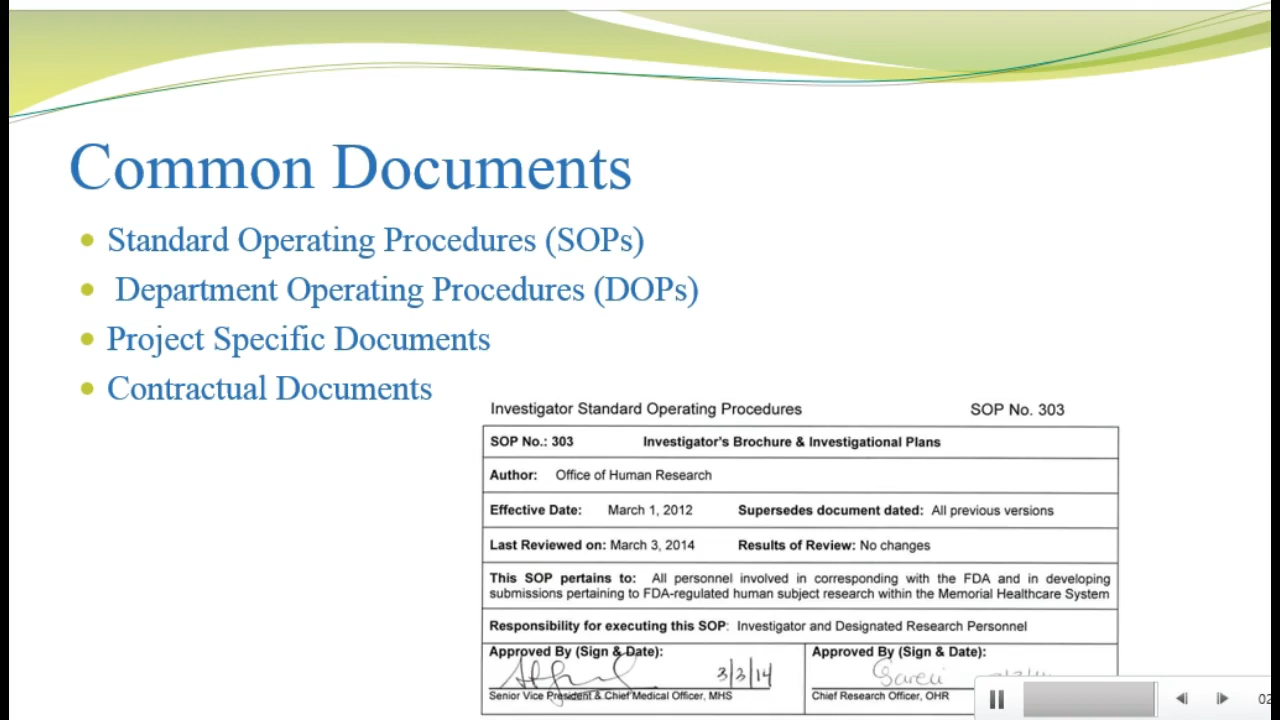 Common Documents
Standard Operating Procedures (SOPs)
Department Operating Procedures (DOPs)
Project Specific Documents
Contractual Documents
Investigator Standard Operating Procedures SOP No. 303
SOP No.: 303 Investigator's Brochure & Investigational Plans
Author: Office of Human Research
Effective Date: March 1, 2012 Supersedes document dated: All previous versions
Last Reviewed on: March 3, 2014 Results of Review: No changes
This SOP pertains to: All personnel involved in corresponding with the FDA and in developing
submissions pertaining to FDA-regulated human subject research within the Memorial Healthcare System
Responsibility for executing this SOP: Investigator and Designated Research Personnel
Approved By (Sign & Date): Approved By (Sign & Date):
3/3/14
Senior Vice President & Chief Medical Officer, MHS Chief Research Officer, OHR
02